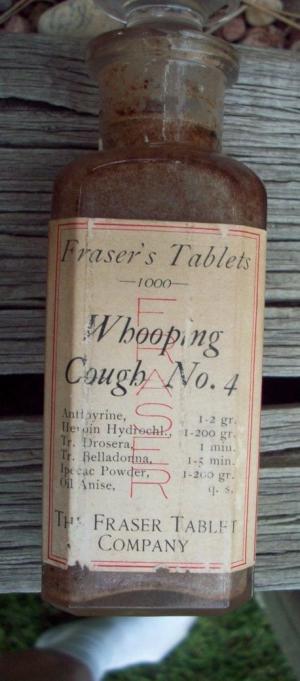 Fraser's Tablets
—1000—
FRASER
Whooping
Cough No. 4
Antipyrine, 1-2 gr.
Heroin Hydrochl., 1-200 gr.
Tr. Drosera, 1 min.
Tr. Belladonna, 1-5 min.
Ipecac Powder, 1-200 gr.
Oil Anise, q. s.
THE FRASER TABLET
COMPANY